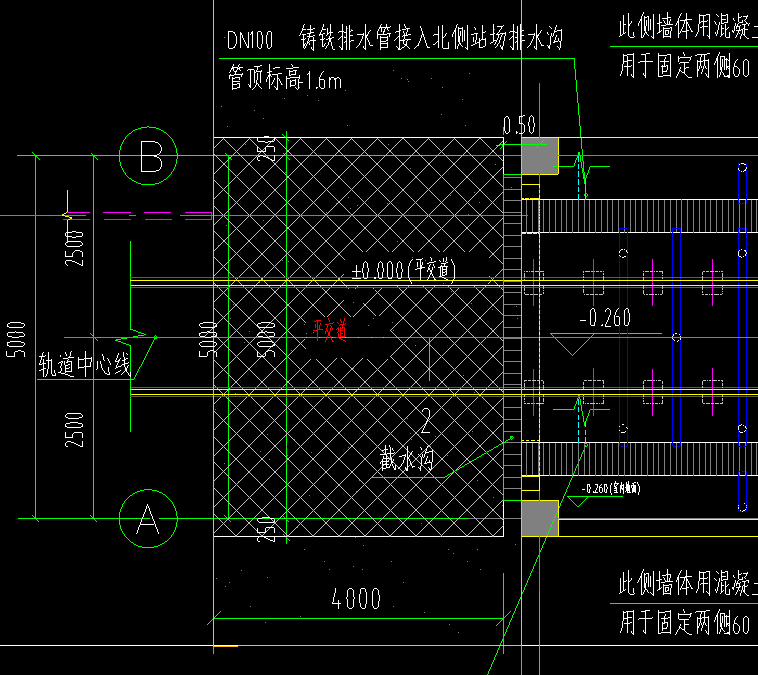 此侧墙体用混凝土
用于固定两侧60
DN100 铸铁排水管接入北侧站场排水沟
管顶标高1.6m
0.50
250
B
2500
±0.000(平交道)
5000
5000
5000
平交道
-0.260
轨道中心线
2500
2
截水沟
-0.260(室内地面)
A
250
4000
此侧墙体用混凝土
用于固定两侧60